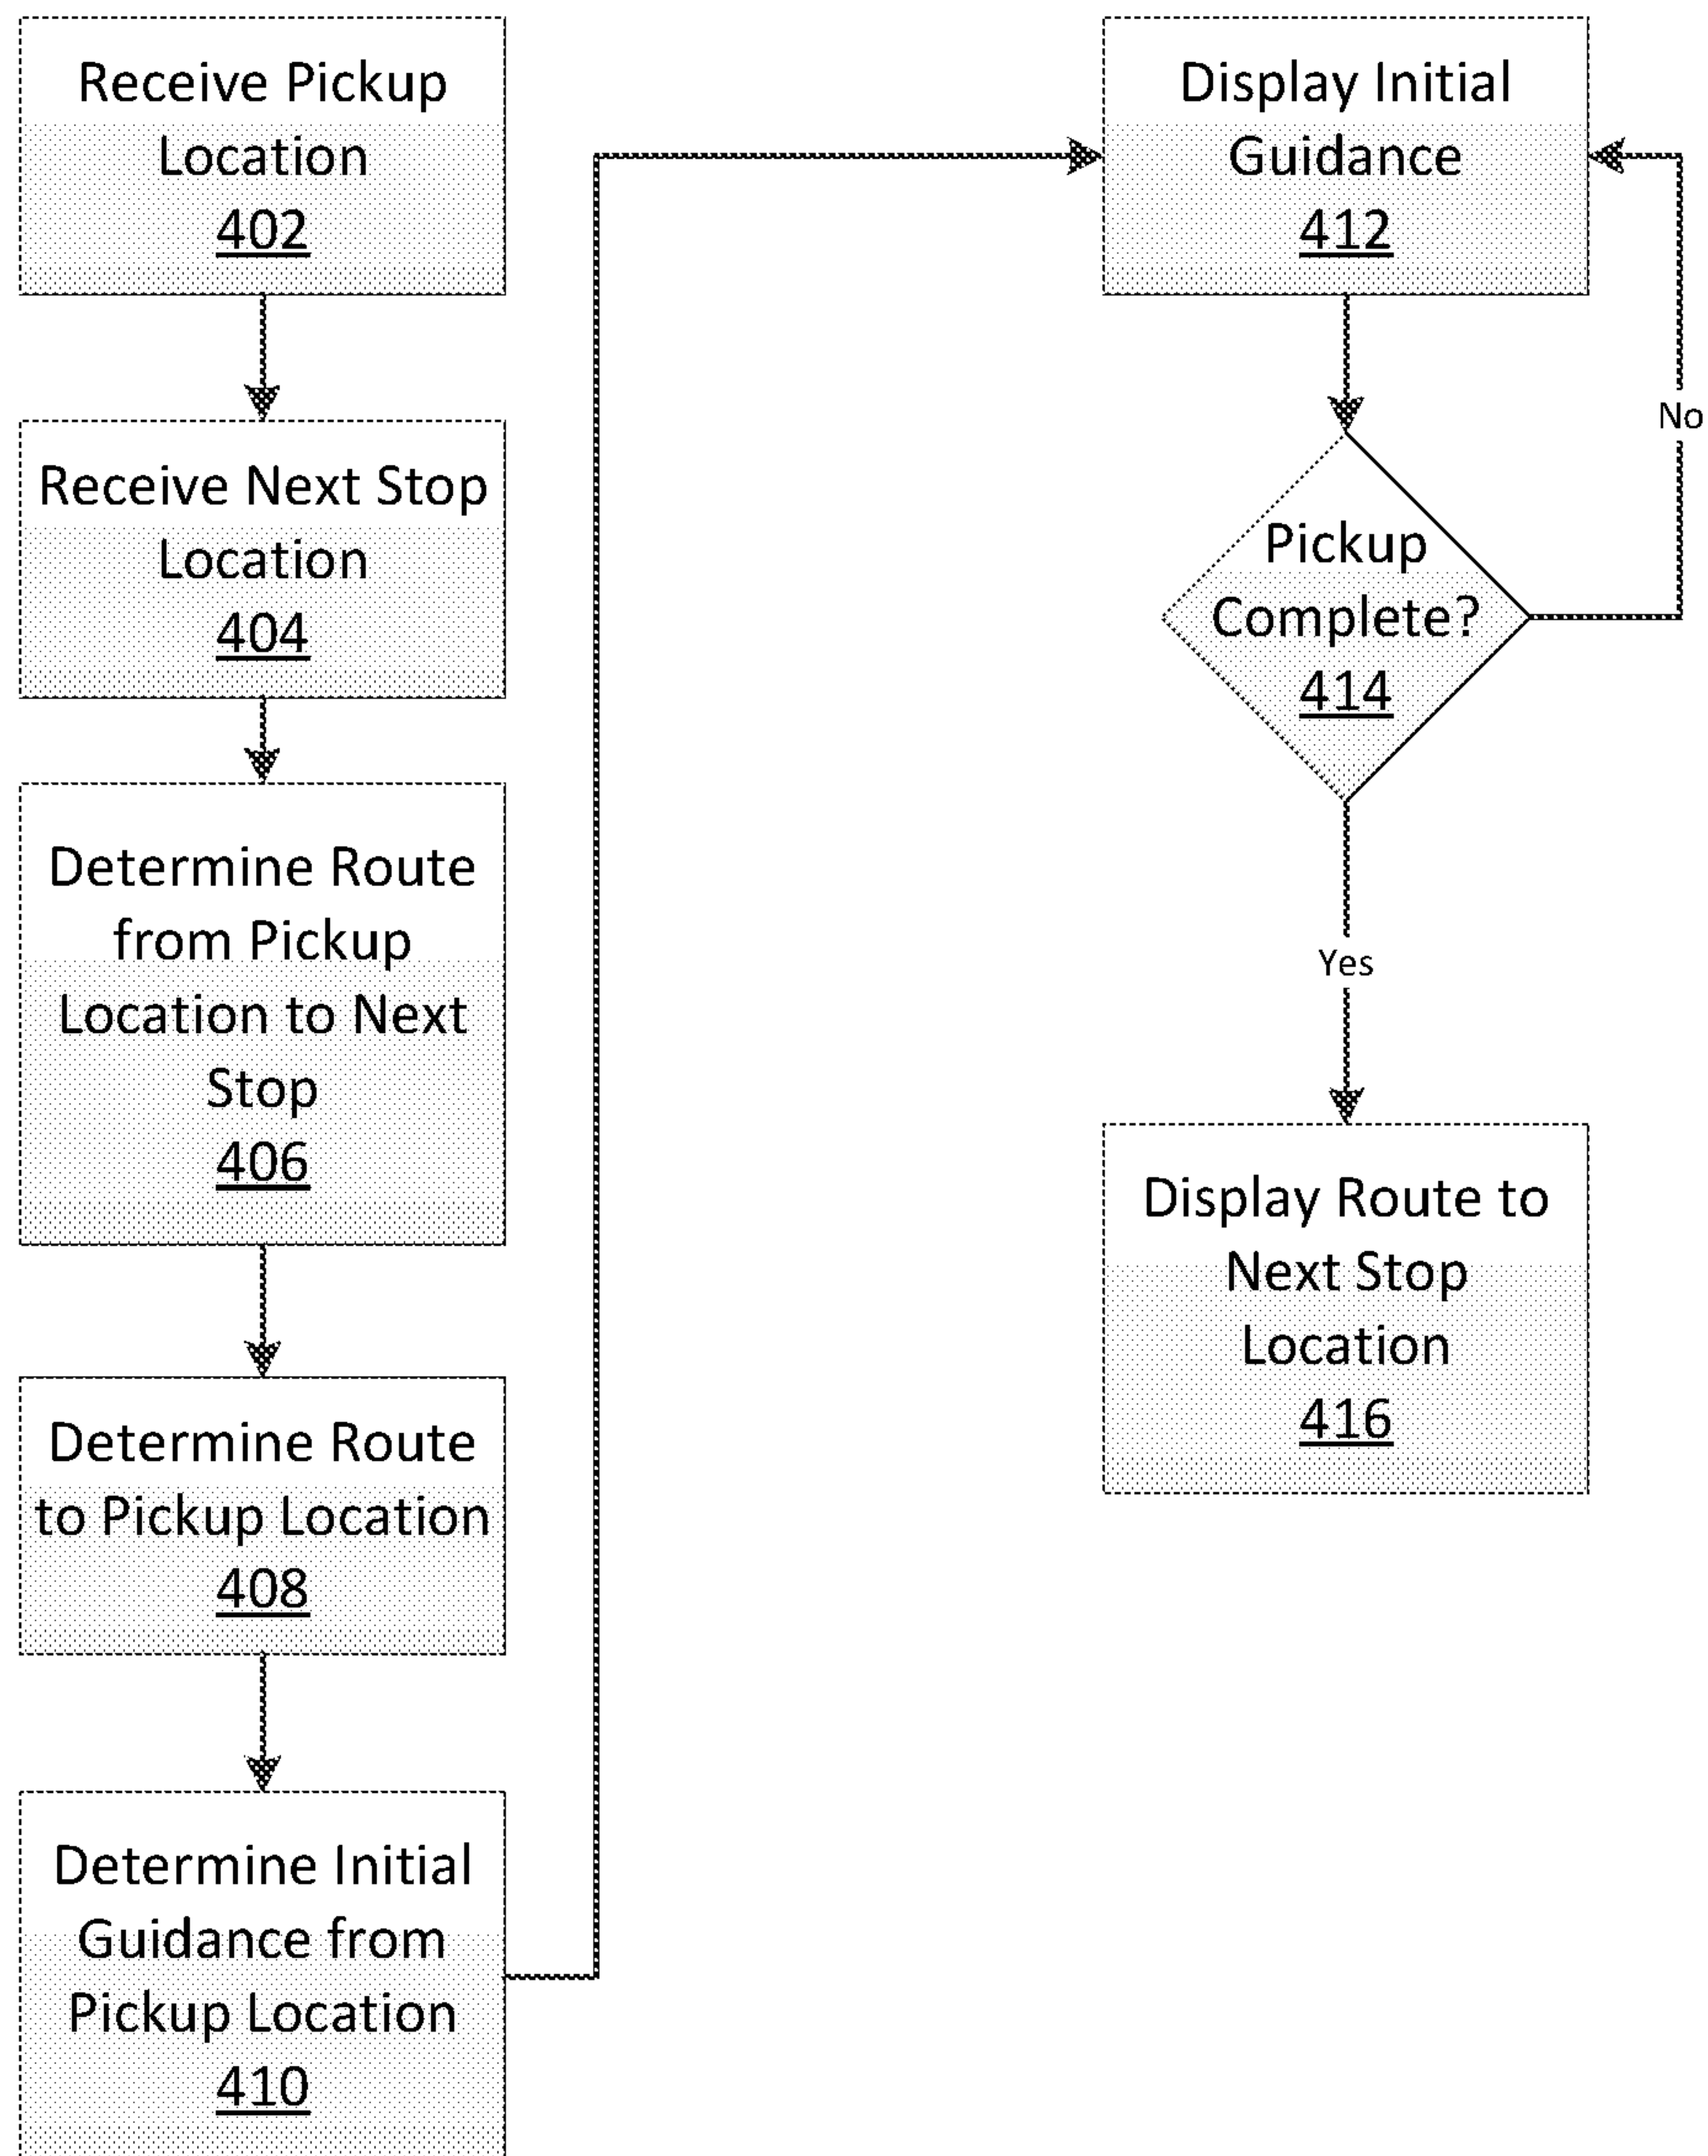 Receive Pickup
Location
402
Receive Next Stop
Location
404
Determine Route
from Pickup
Location to Next
Stop
406
Determine Route
to Pickup Location
408
Determine Initial
Guidance from
Pickup Location
410
Display Initial
Guidance
412
No
Pickup
Complete?
414
Yes
Display Route to
Next Stop
Location
416